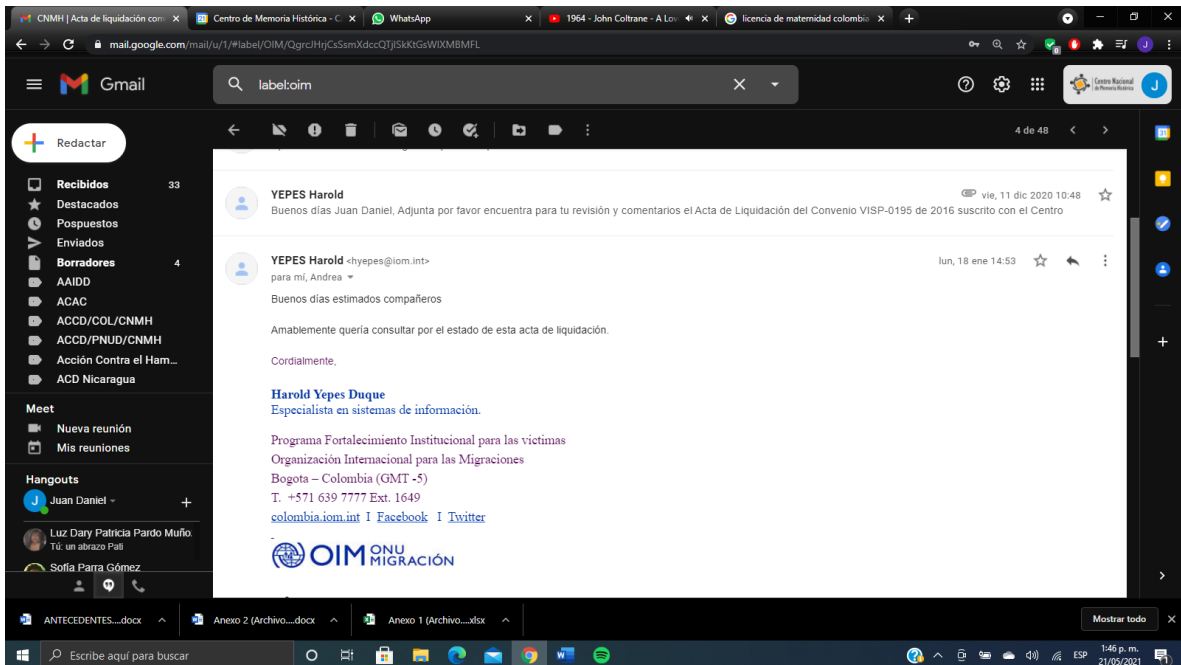 CNMH | Acta de liquidación conv
Centro de Memoria Histórica - C
WhatsApp
1964 - John Coltrane - A Lov
licencia de maternidad colombia
mail.google.com/mail/u/1/#label/OIM/QgrcJHrjCsSsmXdccQTjlSkKtGsWlXMBMFL
Gmail
label:oim
Centro Nacional
de Memoria Histórica
J
Redactar
4 de 48
Recibidos 33
Destacados
Pospuestos
Enviados
Borradores 4
AAIDD
ACAC
ACCD/COL/CNMH
ACCD/PNUD/CNMH
Acción Contra el Ham...
ACD Nicaragua
Meet
Nueva reunión
Mis reuniones
Hangouts
J Juan Daniel
Luz Dary Patricia Pardo Muño
Tú: un abrazo Pati
Sofía Parra Gómez
YEPES Harold
vie, 11 dic 2020 10:48
Buenos días Juan Daniel, Adjunta por favor encuentra para tu revisión y comentarios el Acta de Liquidación del Convenio VISP-0195 de 2016 suscrito con el Centro
YEPES Harold <hyepes@iom.int>
lun, 18 ene 14:53
para mí, Andrea
Buenos días estimados compañeros
Amablemente quería consultar por el estado de esta acta de liquidación.
Cordialmente,
Harold Yepes Duque
Especialista en sistemas de información.
Programa Fortalecimiento Institucional para las victimas
Organización Internacional para las Migraciones
Bogota – Colombia (GMT -5)
T. +571 639 7777 Ext. 1649
colombia.iom.int I Facebook I Twitter
OIM ONU MIGRACIÓN
ANTECEDENTES....docx
Anexo 2 (Archivo....docx
Anexo 1 (Archivo....xlsx
Mostrar todo
Escribe aquí para buscar
ESP
1:46 p. m.
21/05/2021